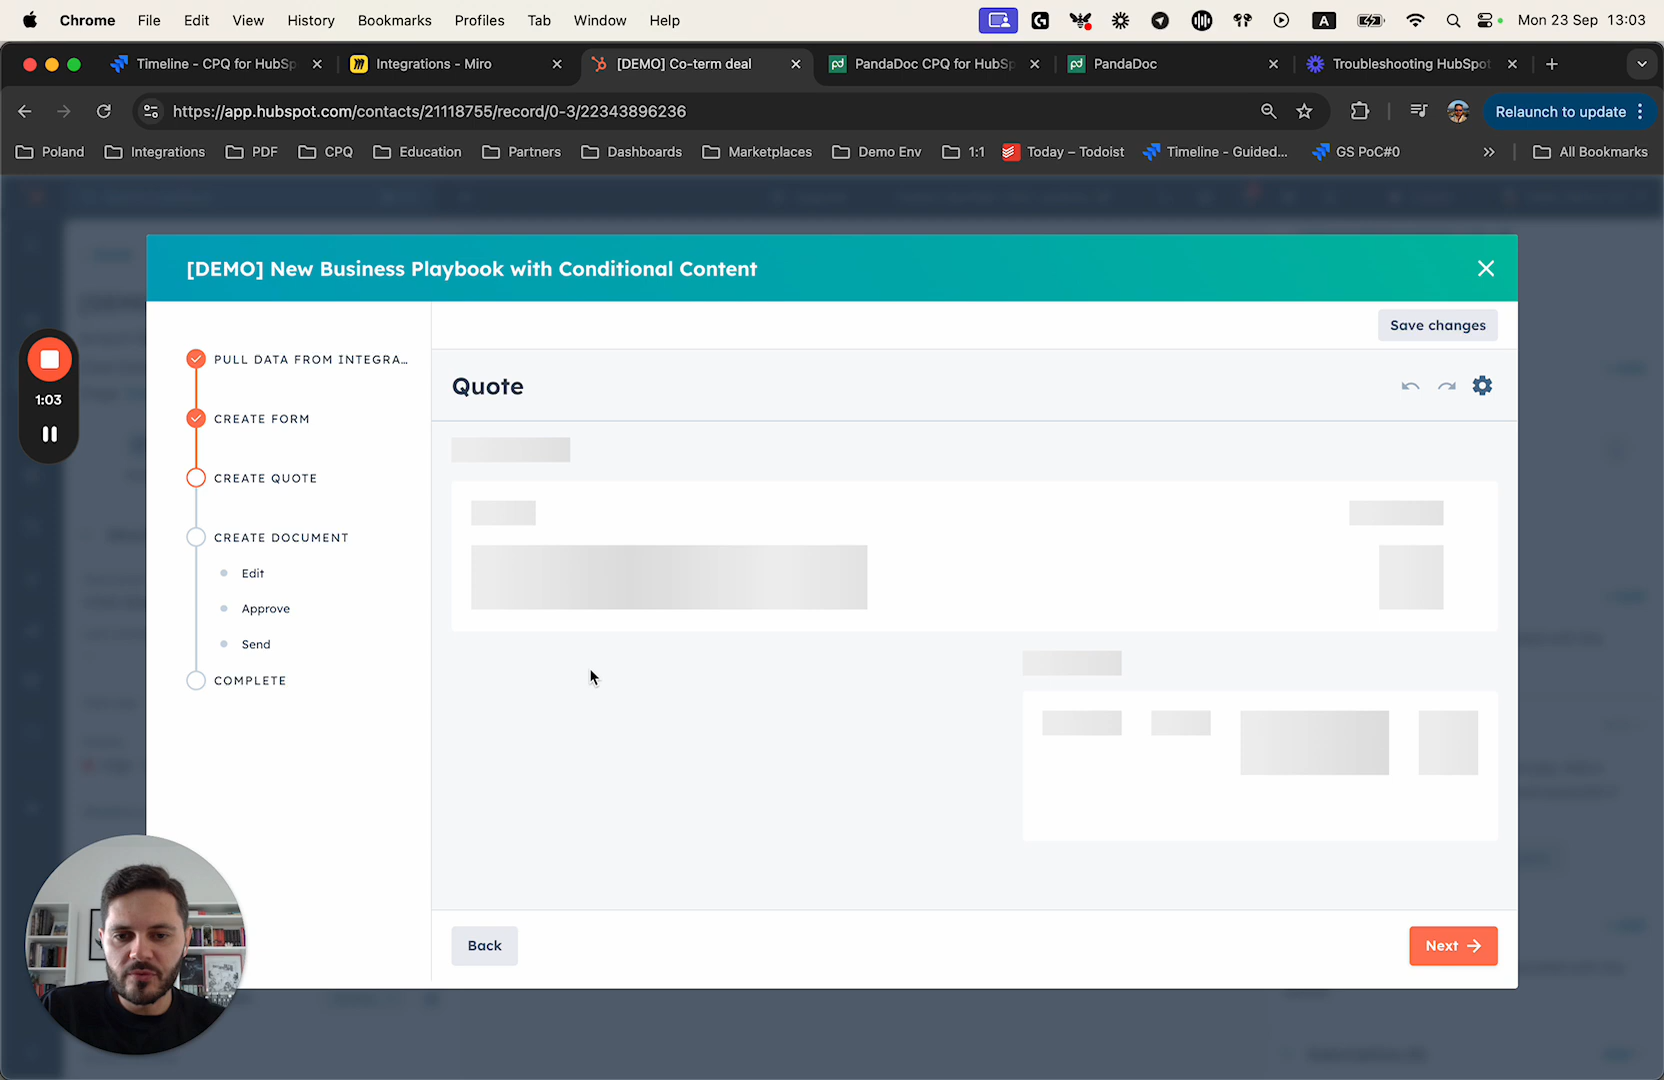 Chrome File Edit View History Bookmarks Profiles Tab Window Help A Mon 23 Sep 13:03
Timeline - CPQ for HubSp Integrations - Miro [DEMO] Co-term deal PandaDoc CPQ for HubSp PandaDoc Troubleshooting HubSpot
https://app.hubspot.com/contacts/21118755/record/0-3/22343896236 Relaunch to update
Poland Integrations PDF CPQ Education Partners Dashboards Marketplaces Demo Env 1:1 Today – Todoist Timeline - Guided... GS PoC#0 » All Bookmarks
[DEMO] New Business Playbook with Conditional Content
Save changes
PULL DATA FROM INTEGRA...
Quote
1:03
CREATE FORM
CREATE QUOTE
CREATE DOCUMENT
Edit
Approve
Send
COMPLETE
Back
Next